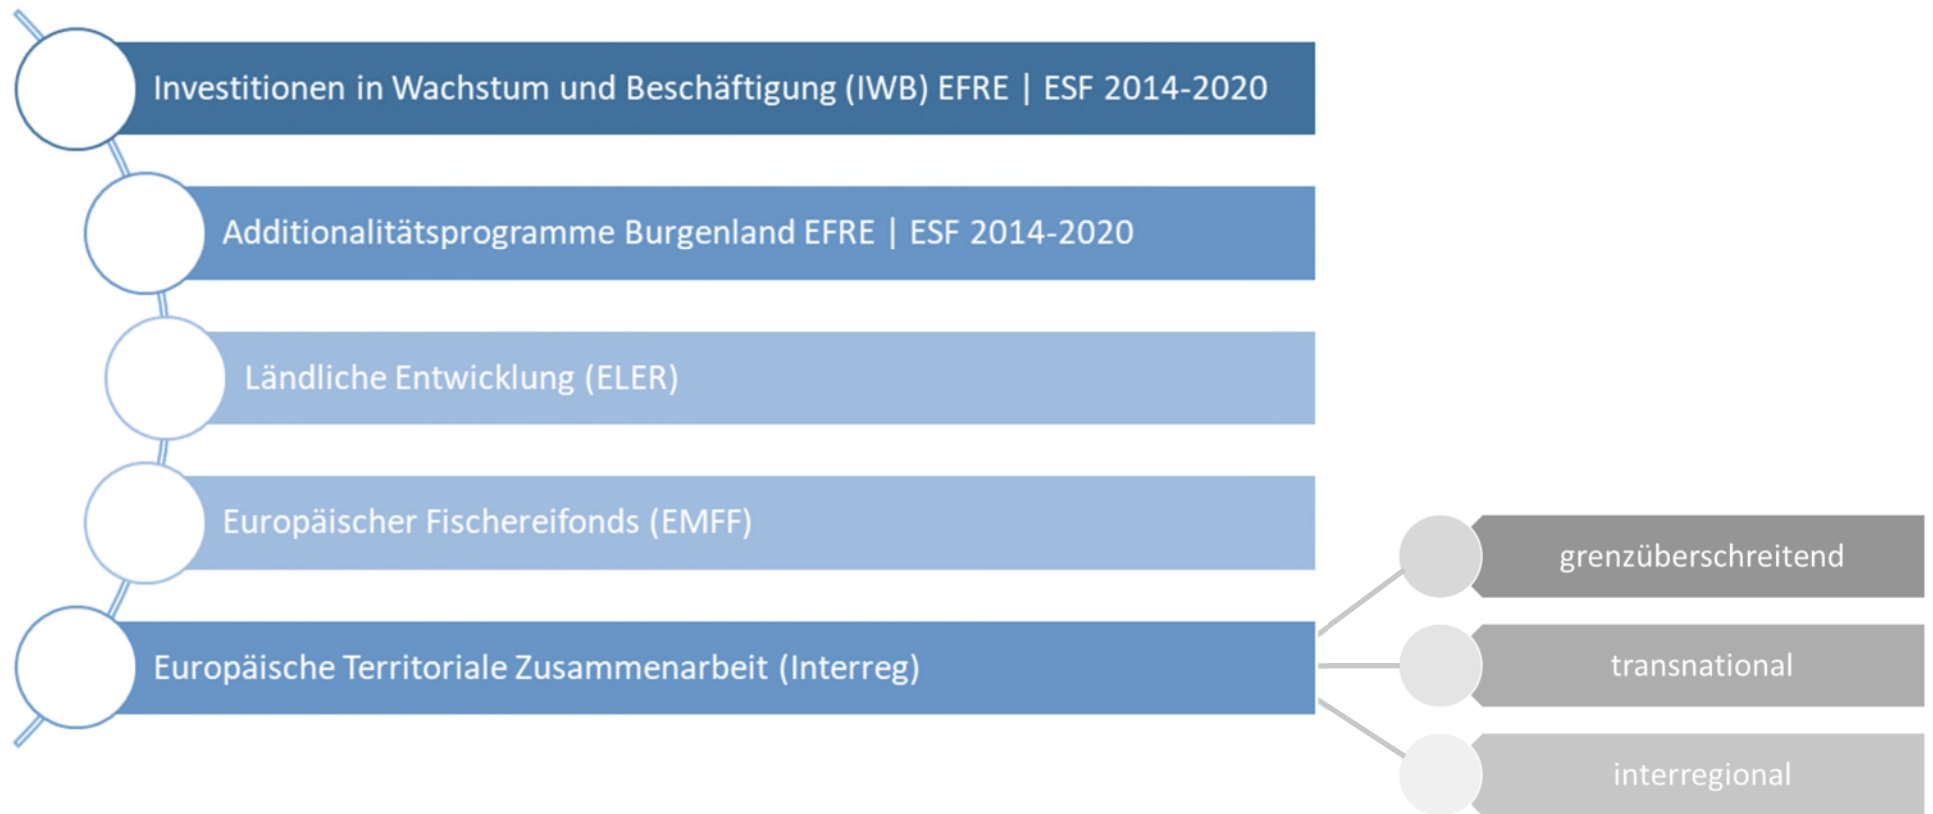 Investitionen in Wachstum und Beschäftigung (IWB) EFRE | ESF 2014-2020
Additionalitätsprogramme Burgenland EFRE | ESF 2014-2020
Ländliche Entwicklung (ELER)
Europäischer Fischereifonds (EMFF)
Europäische Territoriale Zusammenarbeit (Interreg)
grenzüberschreitend
transnational
interregional